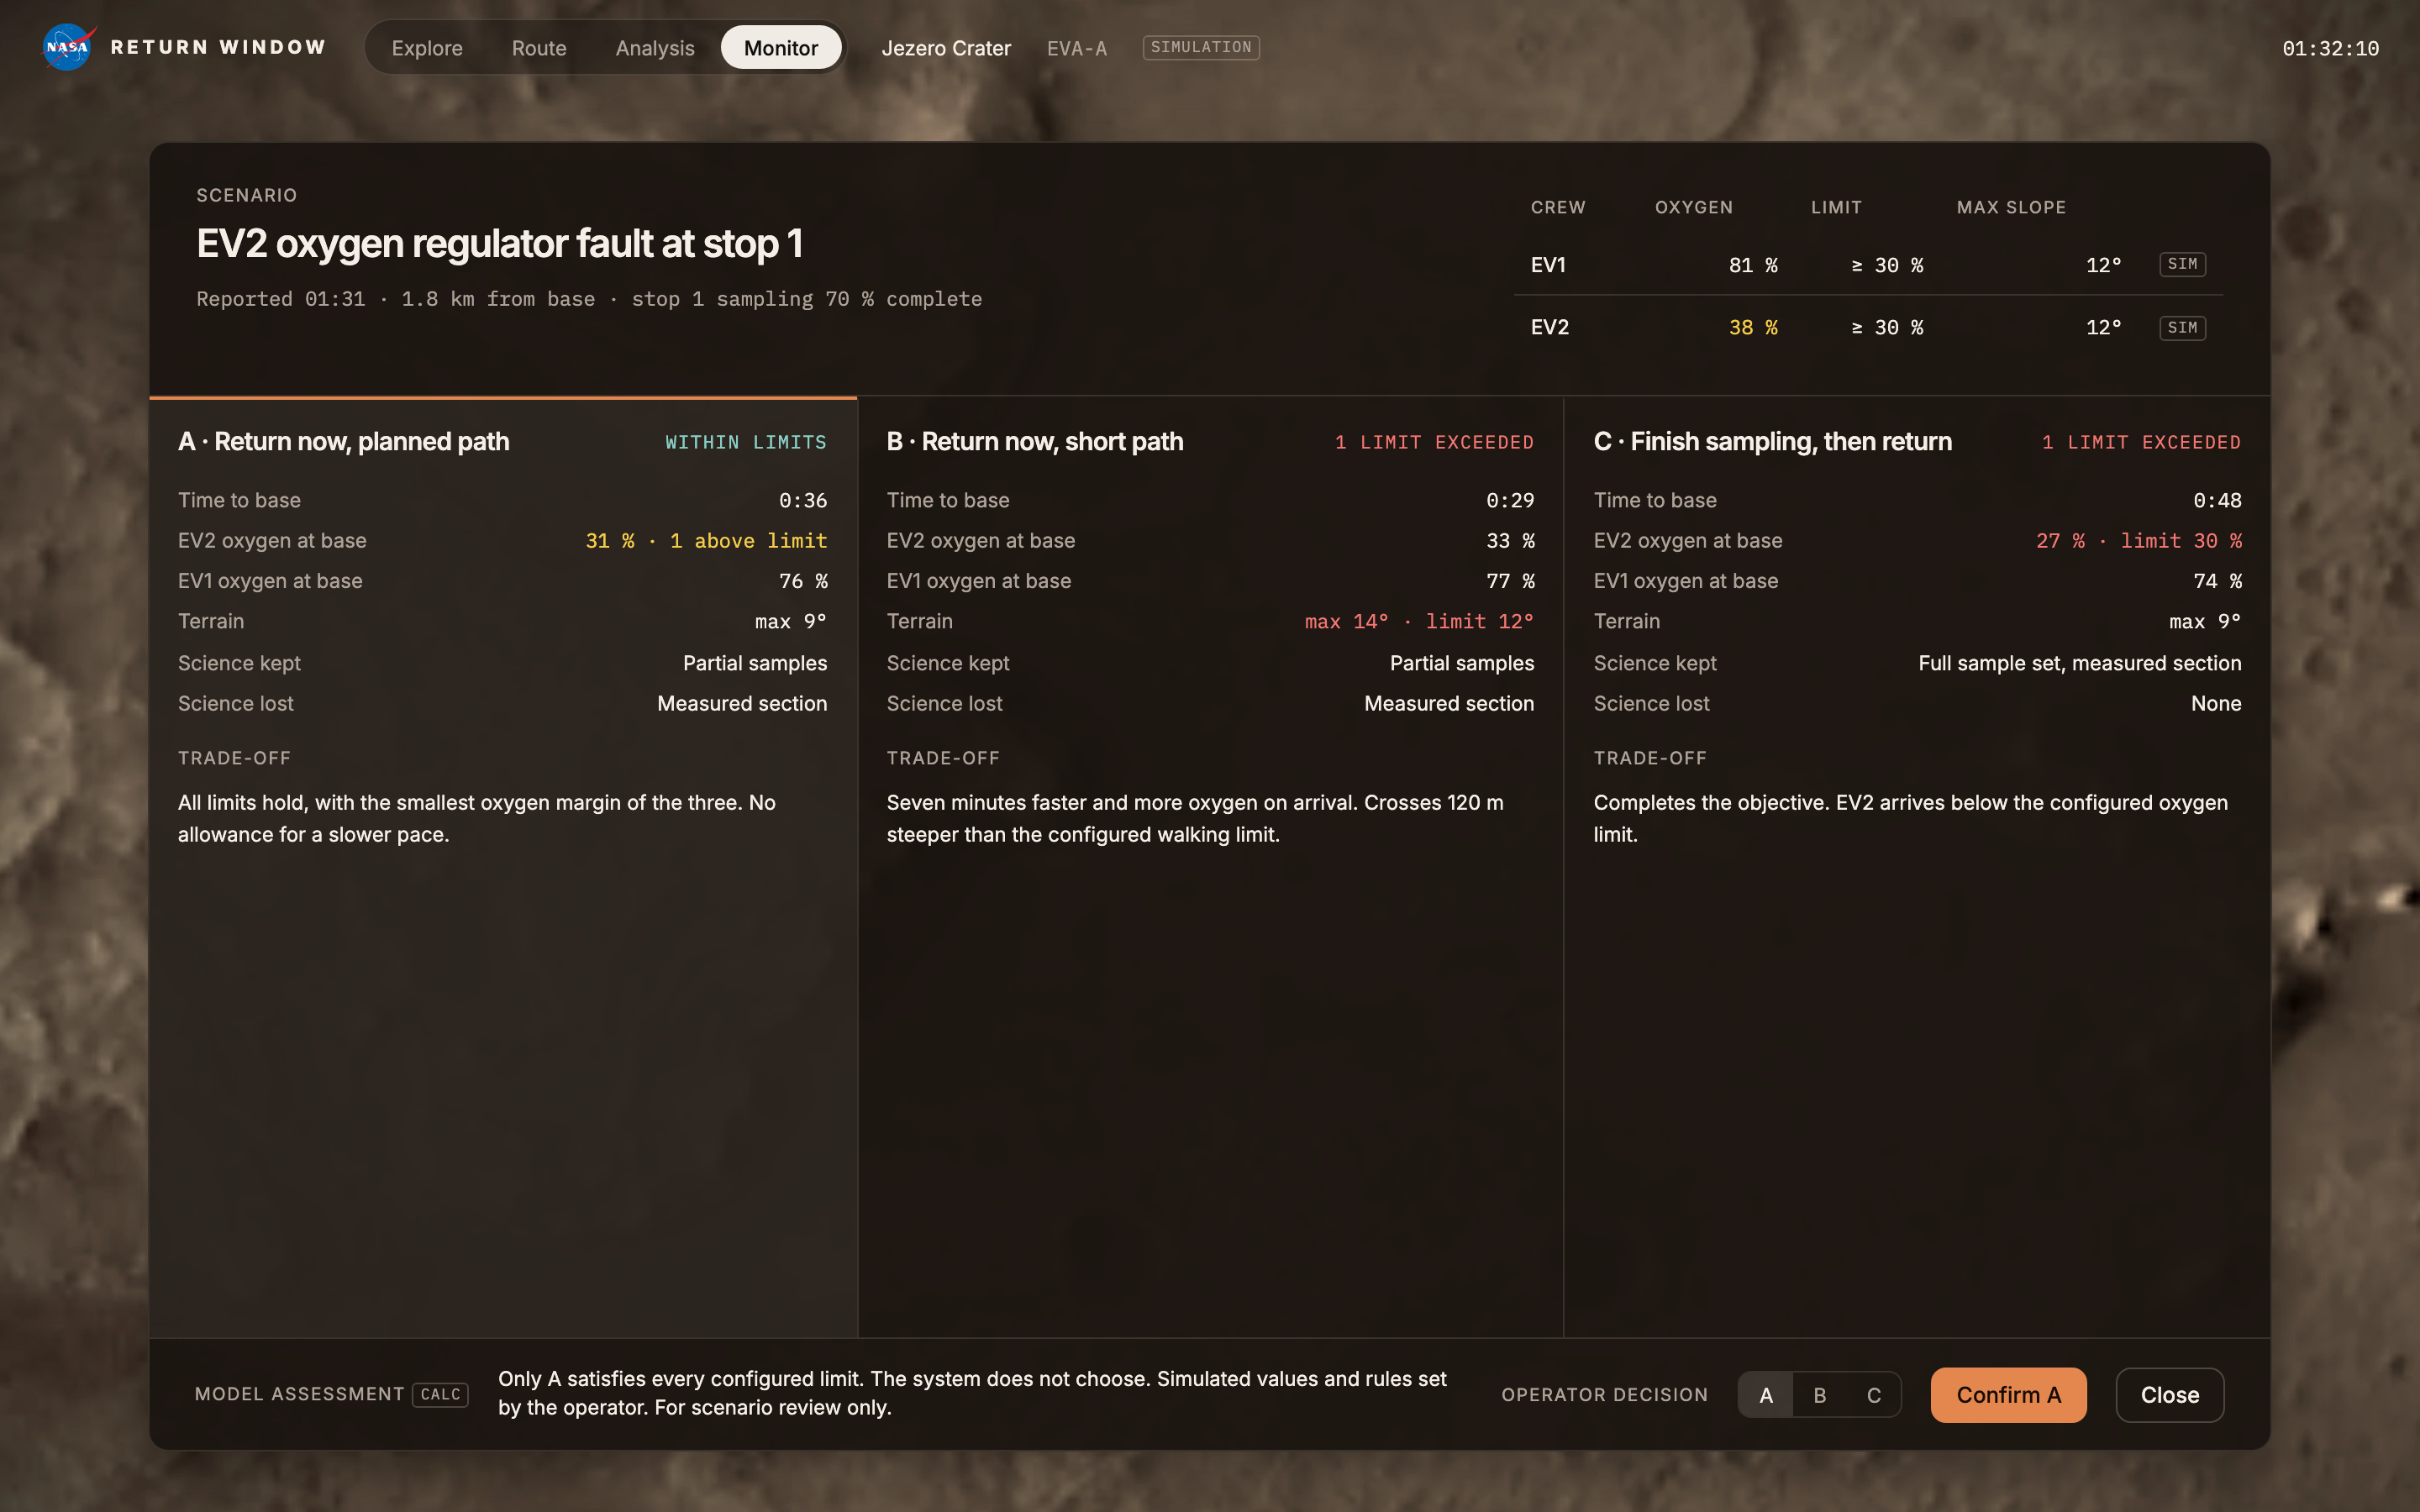 NASA
RETURN WINDOW
Explore Route Analysis Monitor
Jezero Crater EVA-A SIMULATION
01:32:10
SCENARIO
EV2 oxygen regulator fault at stop 1
Reported 01:31 · 1.8 km from base · stop 1 sampling 70 % complete
CREW OXYGEN LIMIT MAX SLOPE
EV1 81 % ≥ 30 % 12° SIM
EV2 38 % ≥ 30 % 12° SIM
A · Return now, planned path WITHIN LIMITS
Time to base 0:36
EV2 oxygen at base 31 % · 1 above limit
EV1 oxygen at base 76 %
Terrain max 9°
Science kept Partial samples
Science lost Measured section
TRADE-OFF
All limits hold, with the smallest oxygen margin of the three. No
allowance for a slower pace.
B · Return now, short path 1 LIMIT EXCEEDED
Time to base 0:29
EV2 oxygen at base 33 %
EV1 oxygen at base 77 %
Terrain max 14° · limit 12°
Science kept Partial samples
Science lost Measured section
TRADE-OFF
Seven minutes faster and more oxygen on arrival. Crosses 120 m
steeper than the configured walking limit.
C · Finish sampling, then return 1 LIMIT EXCEEDED
Time to base 0:48
EV2 oxygen at base 27 % · limit 30 %
EV1 oxygen at base 74 %
Terrain max 9°
Science kept Full sample set, measured section
Science lost None
TRADE-OFF
Completes the objective. EV2 arrives below the configured oxygen
limit.
MODEL ASSESSMENT CALC
Only A satisfies every configured limit. The system does not choose. Simulated values and rules set
by the operator. For scenario review only.
OPERATOR DECISION A B C Confirm A Close